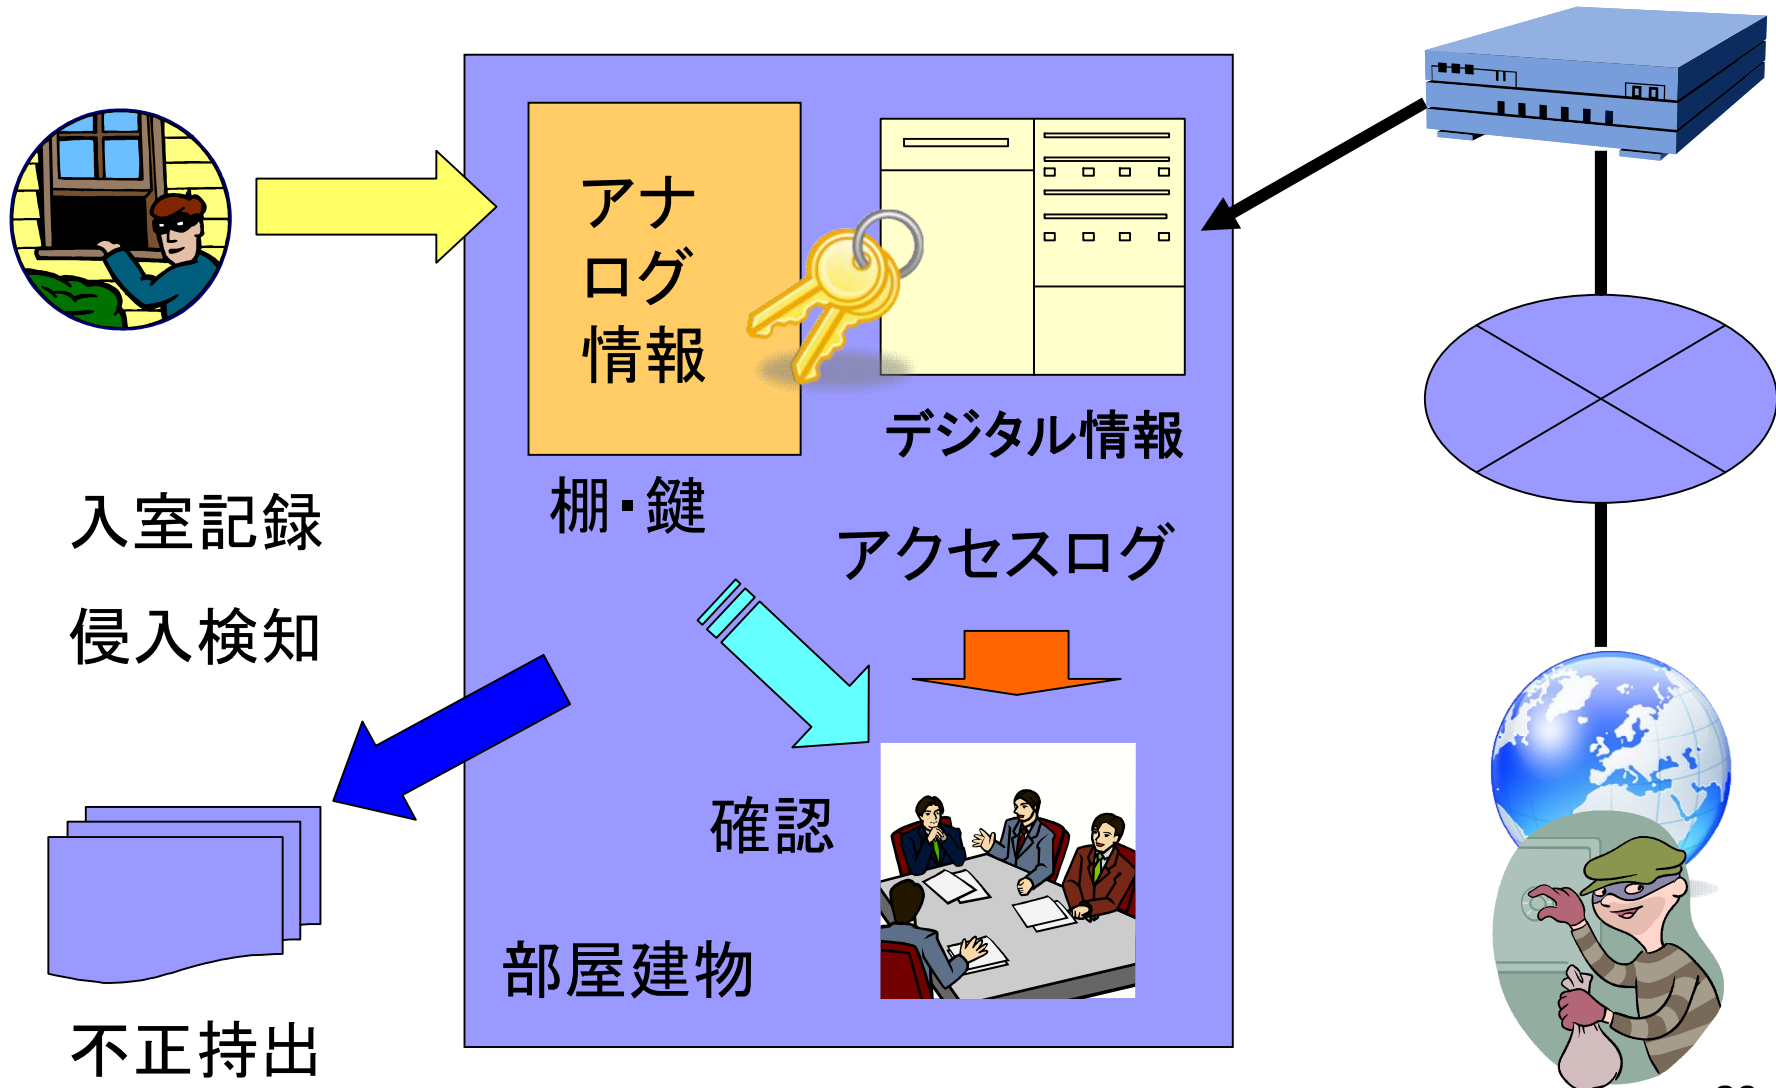 アナ
ログ
情報
デジタル情報
棚・鍵
アクセスログ
入室記録
侵入検知
確認
部屋建物
不正持出